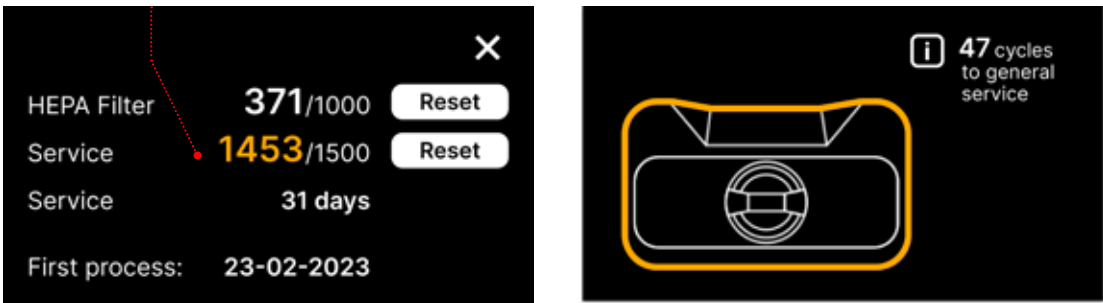 HEPA Filter 371/1000 Reset
Service 1453/1500 Reset
Service 31 days
First process: 23-02-2023
i 47 cycles
to general
service